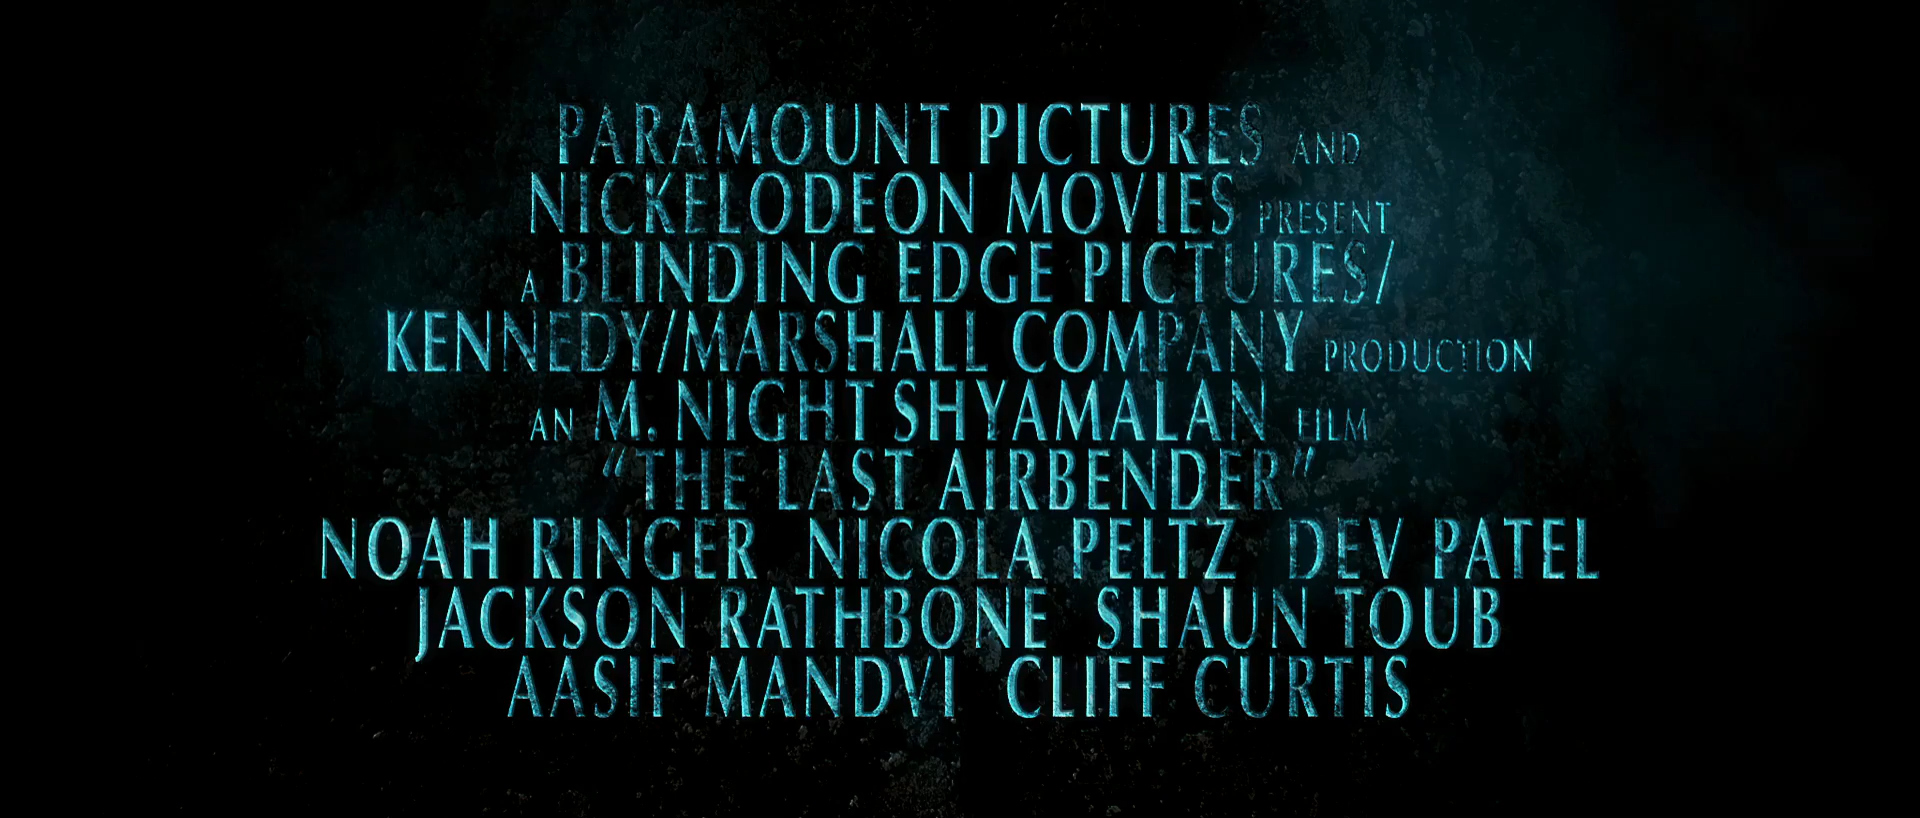 PARAMOUNT PICTURES AND
NICKELODEON MOVIES PRESENT
A BLINDING EDGE PICTURES/
KENNEDY/MARSHALL COMPANY PRODUCTION
AN M. NIGHT SHYAMALAN FILM
"THE LAST AIRBENDER"
NOAH RINGER NICOLA PELTZ DEV PATEL
JACKSON RATHBONE SHAUN TOUB
AASIF MANDVI CLIFF CURTIS